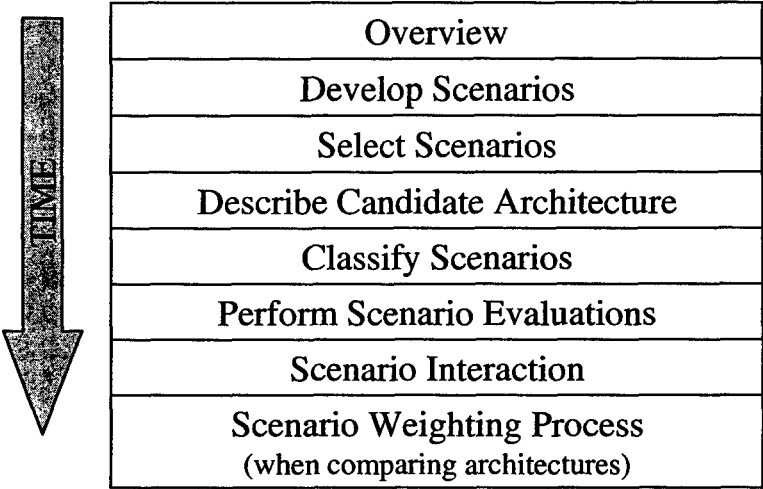 TIME
Overview
Develop Scenarios
Select Scenarios
Describe Candidate Architecture
Classify Scenarios
Perform Scenario Evaluations
Scenario Interaction
Scenario Weighting Process
(when comparing architectures)